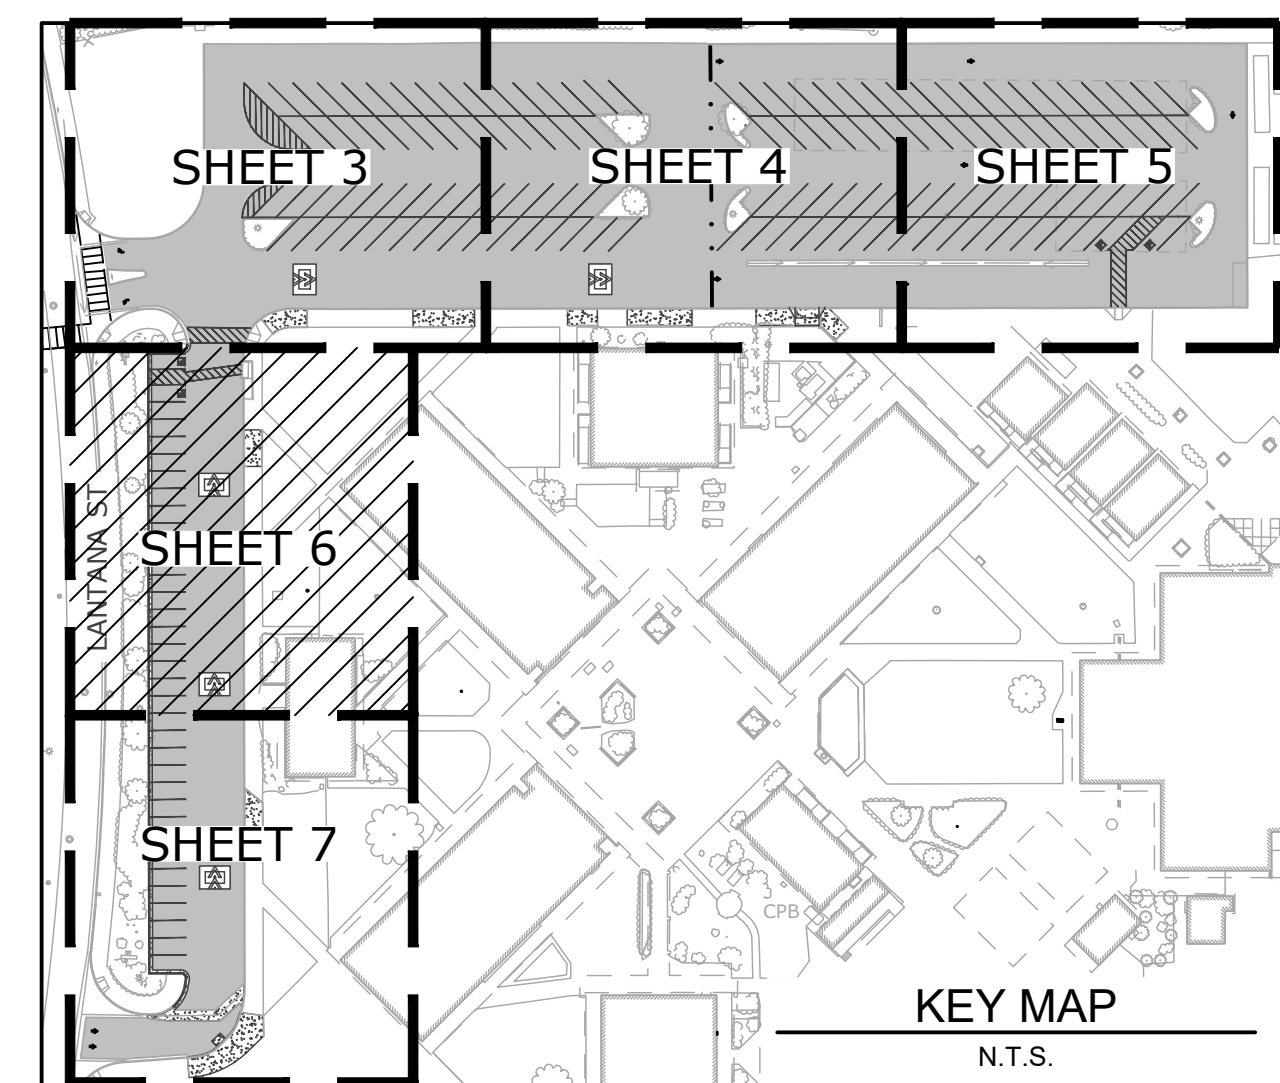 SHEET 3
SHEET 4
SHEET 5
SHEET 6
LANTANA ST
SHEET 7
CPB
KEY MAP
N.T.S.